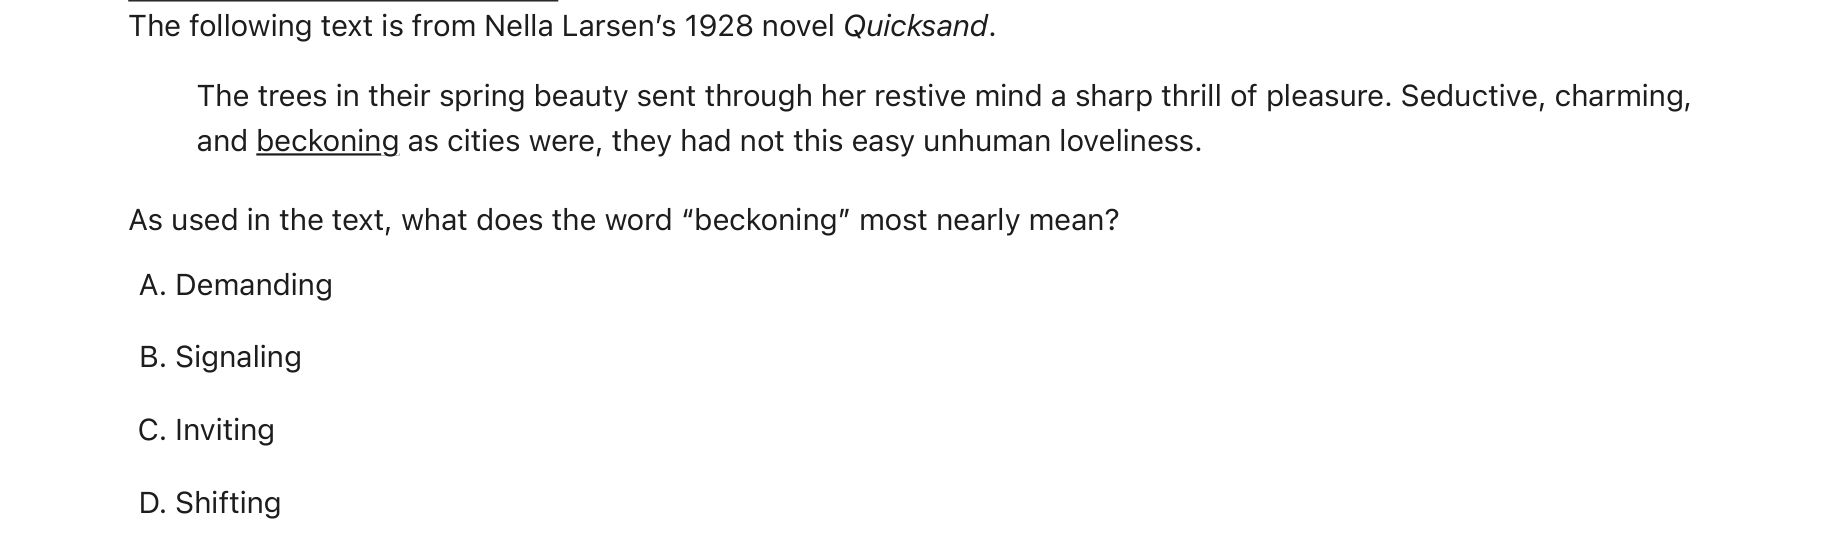 The following text is from Nella Larsen’s 1928 novel Quicksand.
The trees in their spring beauty sent through her restive mind a sharp thrill of pleasure. Seductive, charming,
and beckoning as cities were, they had not this easy unhuman loveliness.
As used in the text, what does the word “beckoning” most nearly mean?
A. Demanding
B. Signaling
C. Inviting
D. Shifting